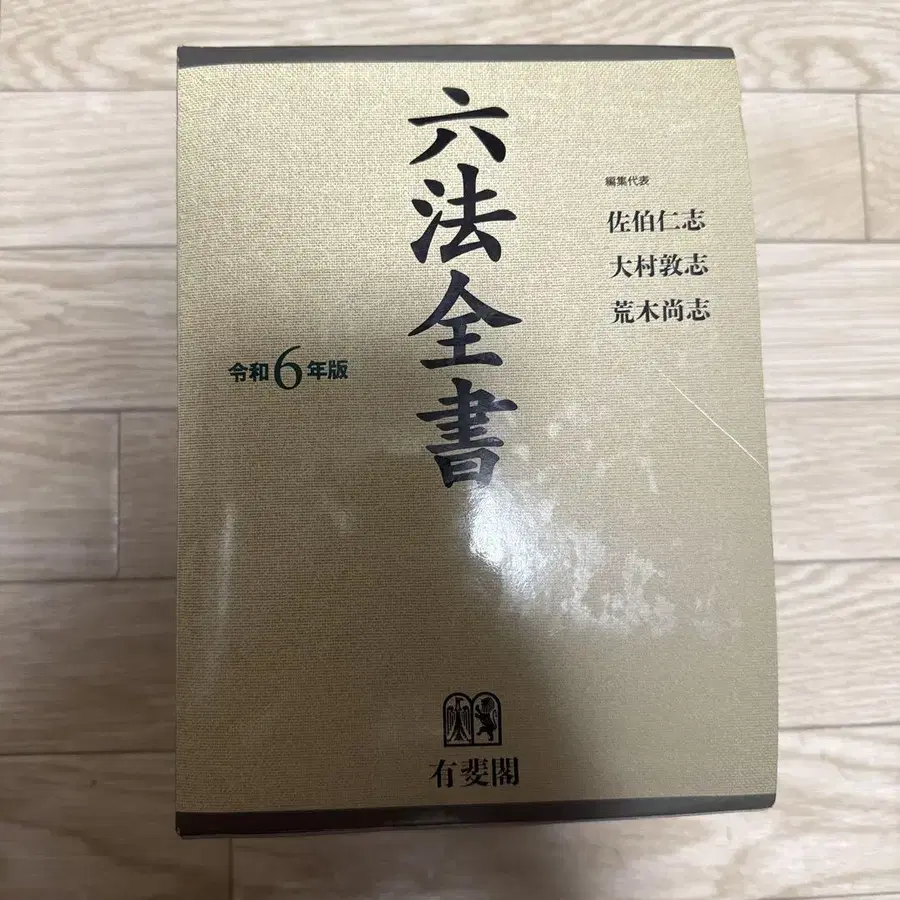 六法全書
編集代表
佐伯仁志
大村敦志
荒木尚志
令和6年版
有斐閣